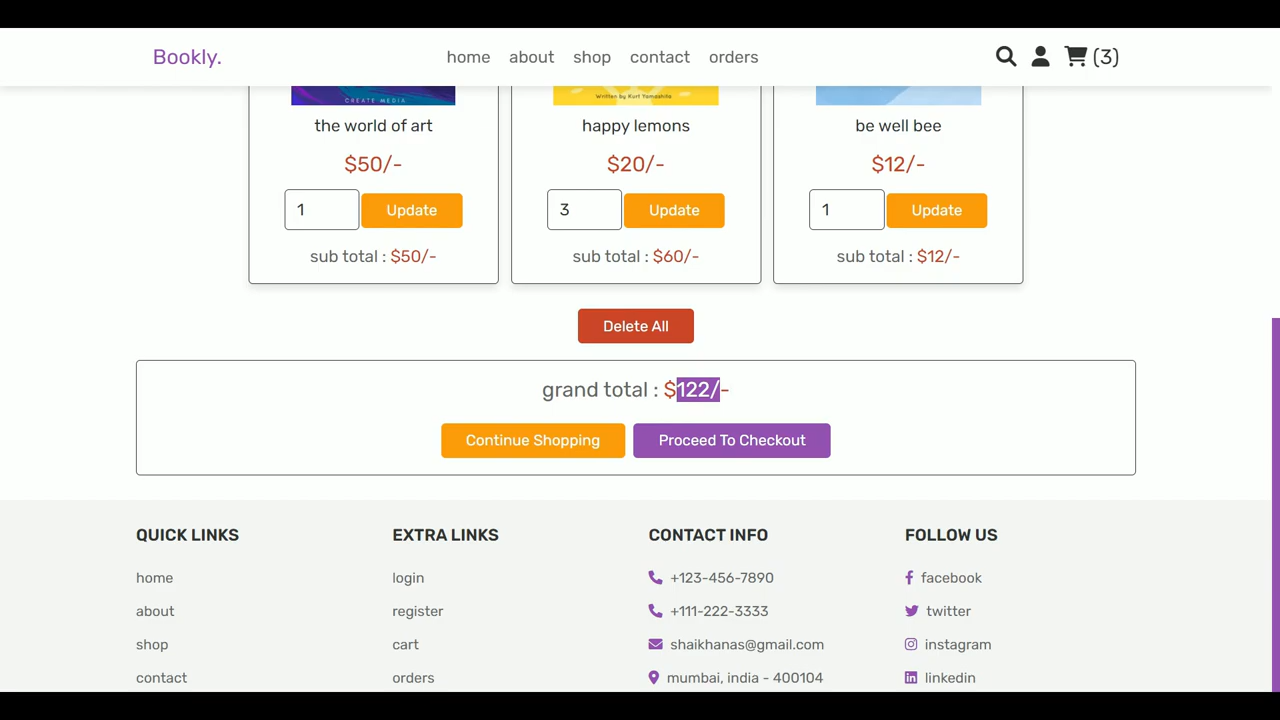 Bookly. home about shop contact orders (3)
CREATE MEDIA Written by Kurt Yamashita
the world of art happy lemons be well bee
$50/- $20/- $12/-
1 Update 3 Update 1 Update
sub total : $50/- sub total : $60/- sub total : $12/-
Delete All
grand total : $122/-
Continue Shopping Proceed To Checkout
QUICK LINKS EXTRA LINKS CONTACT INFO FOLLOW US
home login +123-456-7890 facebook
about register +111-222-3333 twitter
shop cart shaikhanas@gmail.com instagram
contact orders mumbai, india - 400104 linkedin